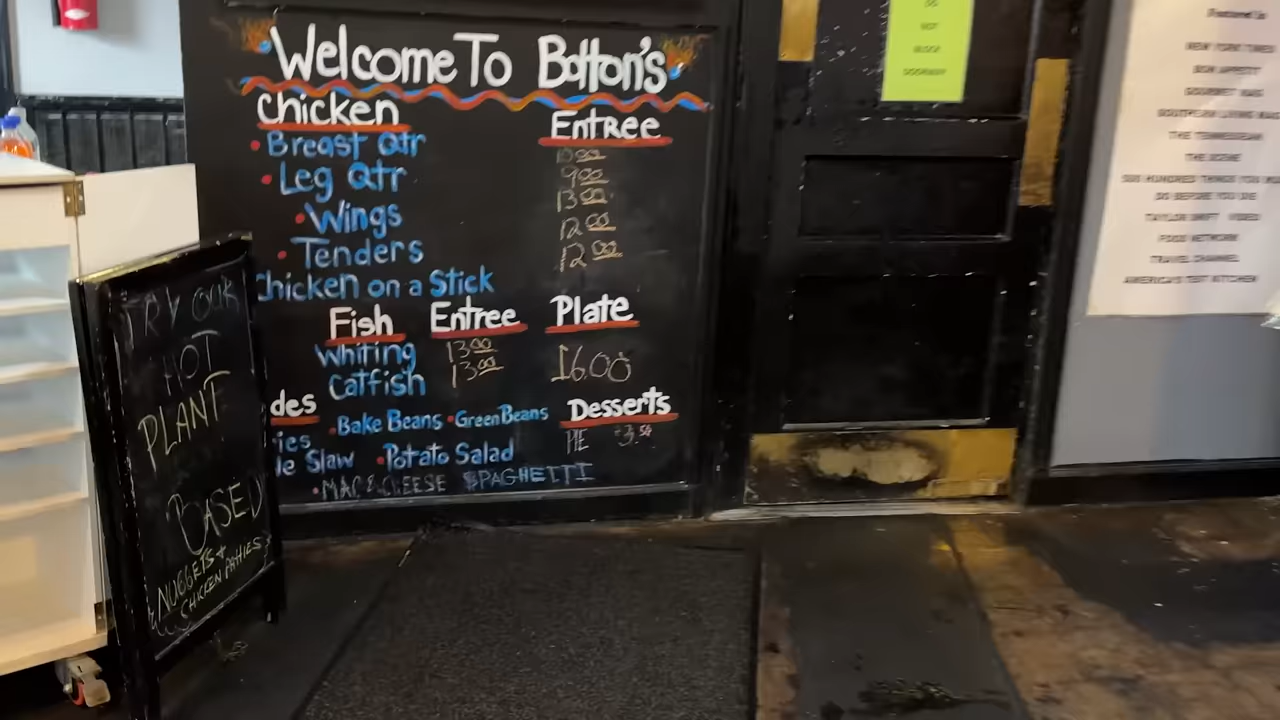 Welcome To Bolton's
Chicken
Entree
• Breast Qtr 10.00
• Leg Qtr 9.00
• Wings 13.00
• Tenders 12.00
Chicken on a Stick 12.00
Fish Entree Plate
Whiting 13.00 16.00
Catfish 13.00
des Desserts
• Bake Beans • Green Beans
ies PIE 3.50
le Slaw • Potato Salad
• MAC & CHEESE SPAGHETTI
TRY OUR
HOT
PLANT
BASED
NUGGETS +
CHICKEN PATTIES
DO
NOT
BLOCK
DOORWAY
Featured In
NEW YORK TIMES
BON APPETIT
GOURMET MAG
SOUTHERN LIVING MAG
THE TENNESSEAN
THE SCENE
HUNDRED THINGS YOU
DO BEFORE YOU DIE
TAYLOR SWIFT VIDEO
FOOD NETWORK
TRAVEL CHANNEL
AMERICA'S TEST KITCHEN